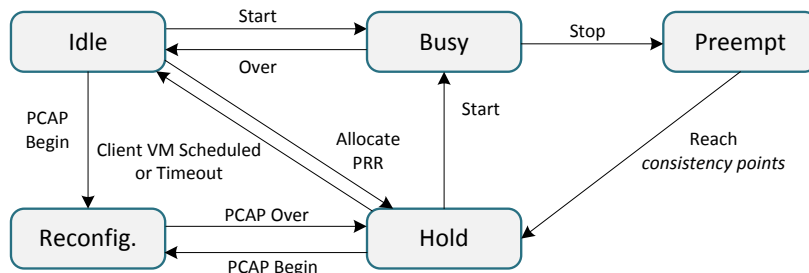 Start
Idle
Busy
Preempt
Stop
Over
PCAP
Begin
Client VM Scheduled
or Timeout
Allocate
PRR
Start
Reach
consistency points
PCAP Over
Reconfig.
Hold
PCAP Begin